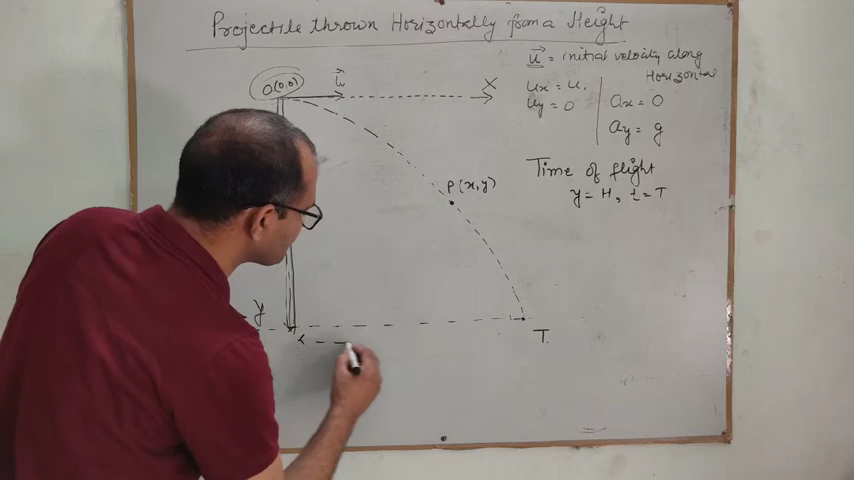 Projectile thrown Horizontally from a Height
u⃗ = initial velocity along
Horizontal
O(0,0)
u⃗
X
ux = u,
uy = 0
ax = 0
ay = g
Time of flight
y = H, t = T
P(x,y)
y
T